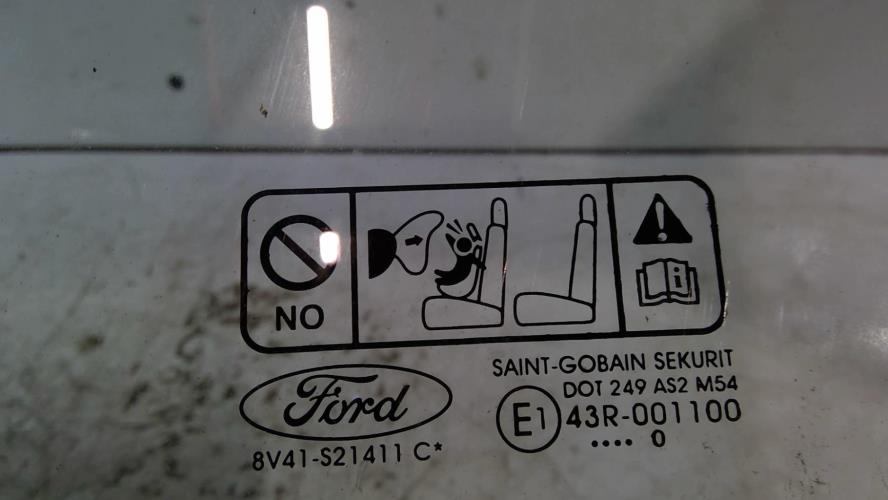 NO
Ford
8V41-S21411 C*
SAINT-GOBAIN SEKURIT
DOT 249 AS2 M54
E1 43R-001100
.... 0